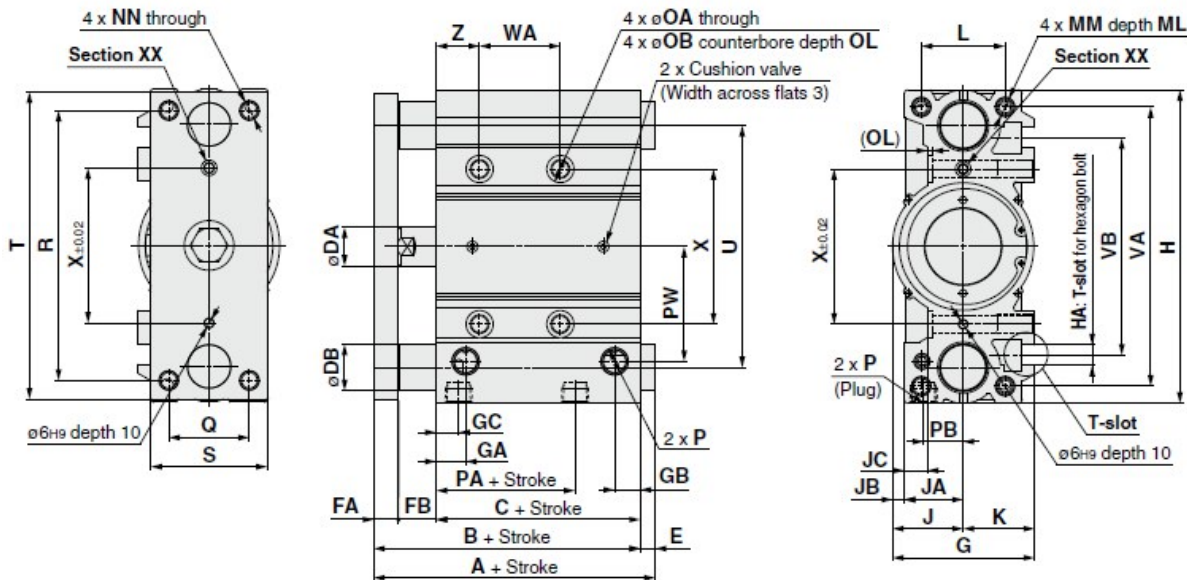 4 x NN through
Section XX
T
R
X±0.02
ø6H9 depth 10
Q
S
Z
WA
4 x øOA through
4 x øOB counterbore depth OL
2 x Cushion valve
(Width across flats 3)
øDA
øDB
PW
X
U
GC
GA
2 x P
PA + Stroke
GB
FA
FB
C + Stroke
B + Stroke
E
A + Stroke
L
4 x MM depth ML
Section XX
(OL)
X±0.02
HA: T-slot for hexagon bolt
VB
VA
H
2 x P
(Plug)
PB
T-slot
JC
ø6H9 depth 10
JB
JA
J
K
G